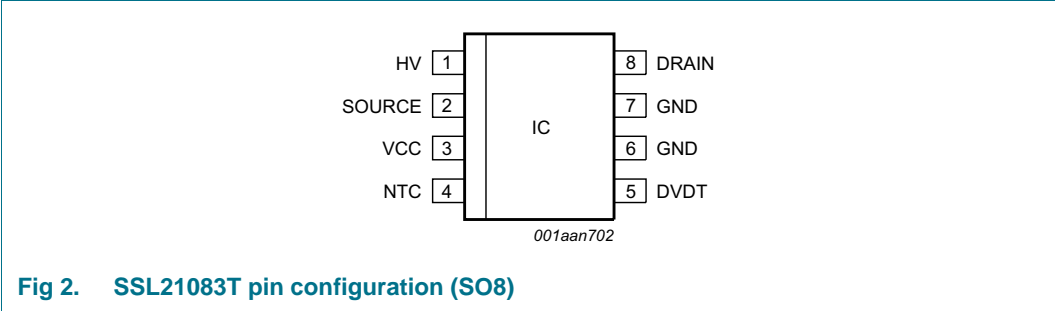 HV 1 8 DRAIN
SOURCE 2 7 GND
IC
VCC 3 6 GND
NTC 4 5 DVDT
001aan702
Fig 2. SSL21083T pin configuration (SO8)